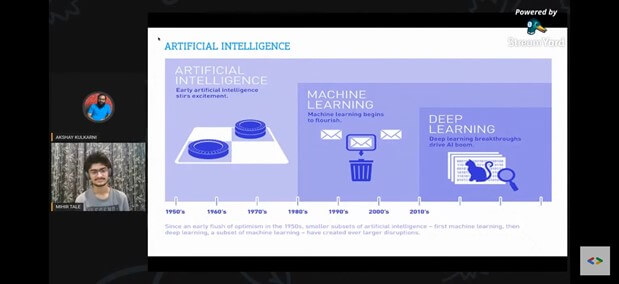 Powered by
StreamYard
ARTIFICIAL INTELLIGENCE
ARTIFICIAL
INTELLIGENCE
Early artificial intelligence
stirs excitement.
MACHINE
LEARNING
Machine learning begins
to flourish.
DEEP
LEARNING
Deep learning breakthroughs
drive AI boom.
1950's 1960's 1970's 1980's 1990's 2000's 2010's
Since an early flush of optimism in the 1950s, smaller subsets of artificial intelligence – first machine learning, then
deep learning, a subset of machine learning – have created ever larger disruptions.
AKSHAY KULKARNI
MIHIR TALE